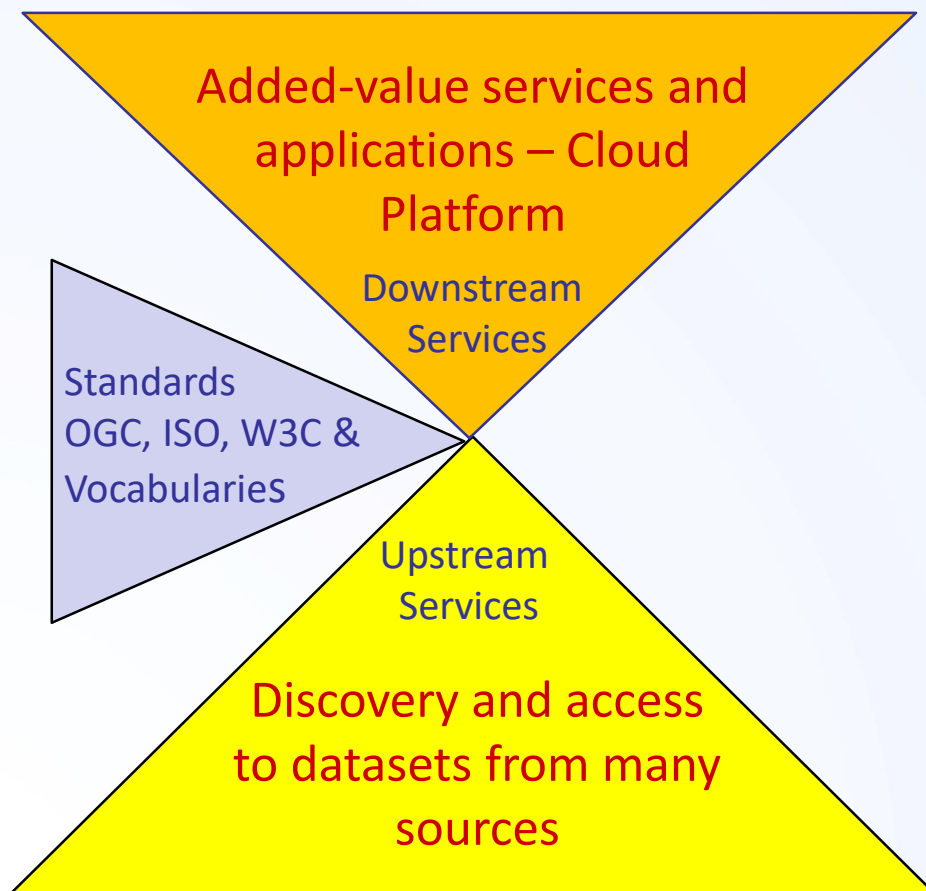 Added-value services and
applications – Cloud
Platform
Downstream
Services
Standards
OGC, ISO, W3C &
Vocabularies
Upstream
Services
Discovery and access
to datasets from many
sources